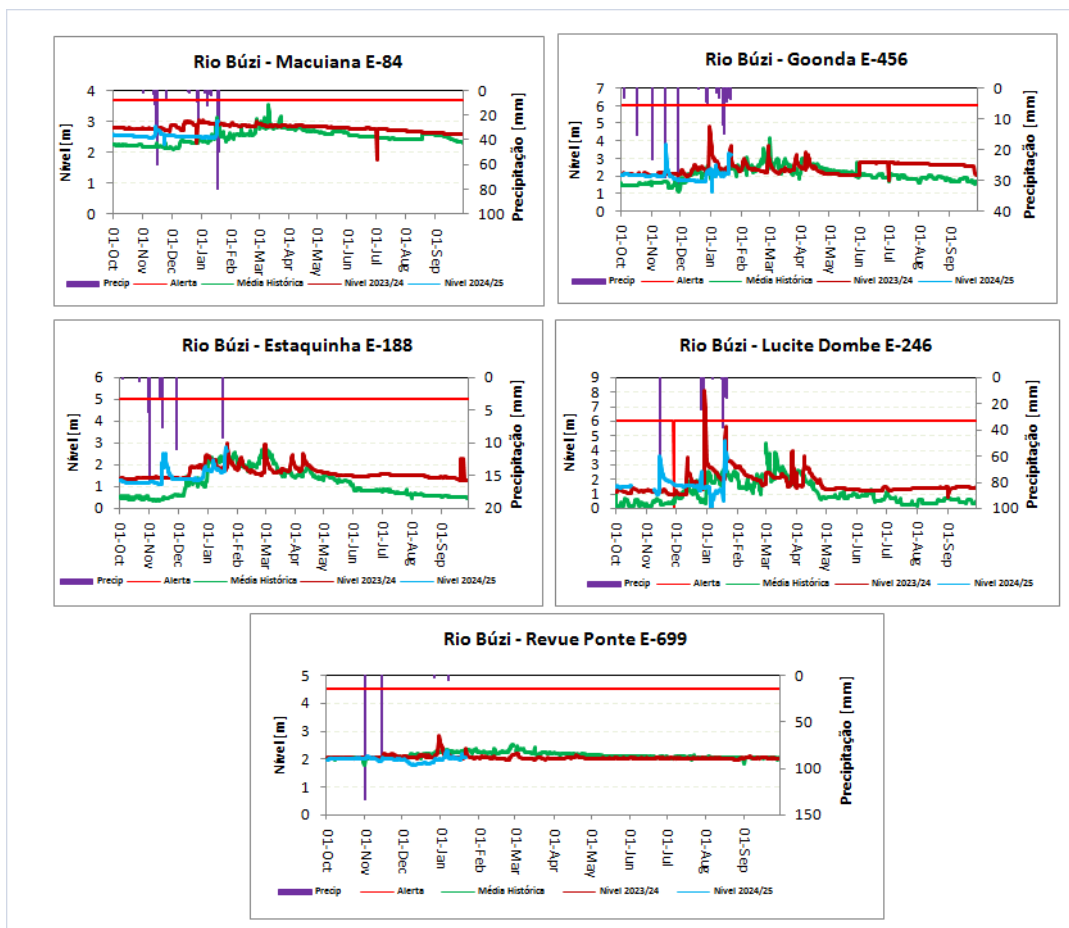 Rio Búzi - Macuiana E-84
Nível [m]
4
3
2
1
0
0
20
40
60
80
100
Precipitação [mm]
01-Oct
01-Nov
01-Dec
01-Jan
01-Feb
01-Mar
01-Apr
01-May
01-Jun
01-Jul
01-Aug
01-Sep
Precip Alerta Média Histórica Nivel 2023/24 Nivel 2024/25
Rio Búzi - Goonda E-456
Nível [m]
7
6
5
4
3
2
1
0
0
10
20
30
40
Precipitação [mm]
01-Oct
01-Nov
01-Dec
01-Jan
01-Feb
01-Mar
01-Apr
01-May
01-Jun
01-Jul
01-Aug
01-Sep
Precip Alerta Média Histórica Nivel 2023/24 Nivel 2024/25
Rio Búzi - Estaquinha E-188
Nível [m]
6
5
4
3
2
1
0
0
5
10
15
20
Precipitação [mm]
01-Oct
01-Nov
01-Dec
01-Jan
01-Feb
01-Mar
01-Apr
01-May
01-Jun
01-Jul
01-Aug
01-Sep
Precip Alerta Média Histórica Nivel 2023/24 Nivel 2024/25
Rio Búzi - Lucite Dombe E-246
Nível [m]
9
8
7
6
5
4
3
2
1
0
0
20
40
60
80
100
Precipitação [mm]
01-Oct
01-Nov
01-Dec
01-Jan
01-Feb
01-Mar
01-Apr
01-May
01-Jun
01-Jul
01-Aug
01-Sep
Precip Alerta Média Histórica Nivel 2023/24 Nivel 2024/25
Rio Búzi - Revue Ponte E-699
Nível [m]
5
4
3
2
1
0
0
50
100
150
Precipitação [mm]
01-Oct
01-Nov
01-Dec
01-Jan
01-Feb
01-Mar
01-Apr
01-May
01-Jun
01-Jul
01-Aug
01-Sep
Precip Alerta Média Histórica Nivel 2023/24 Nivel 2024/25